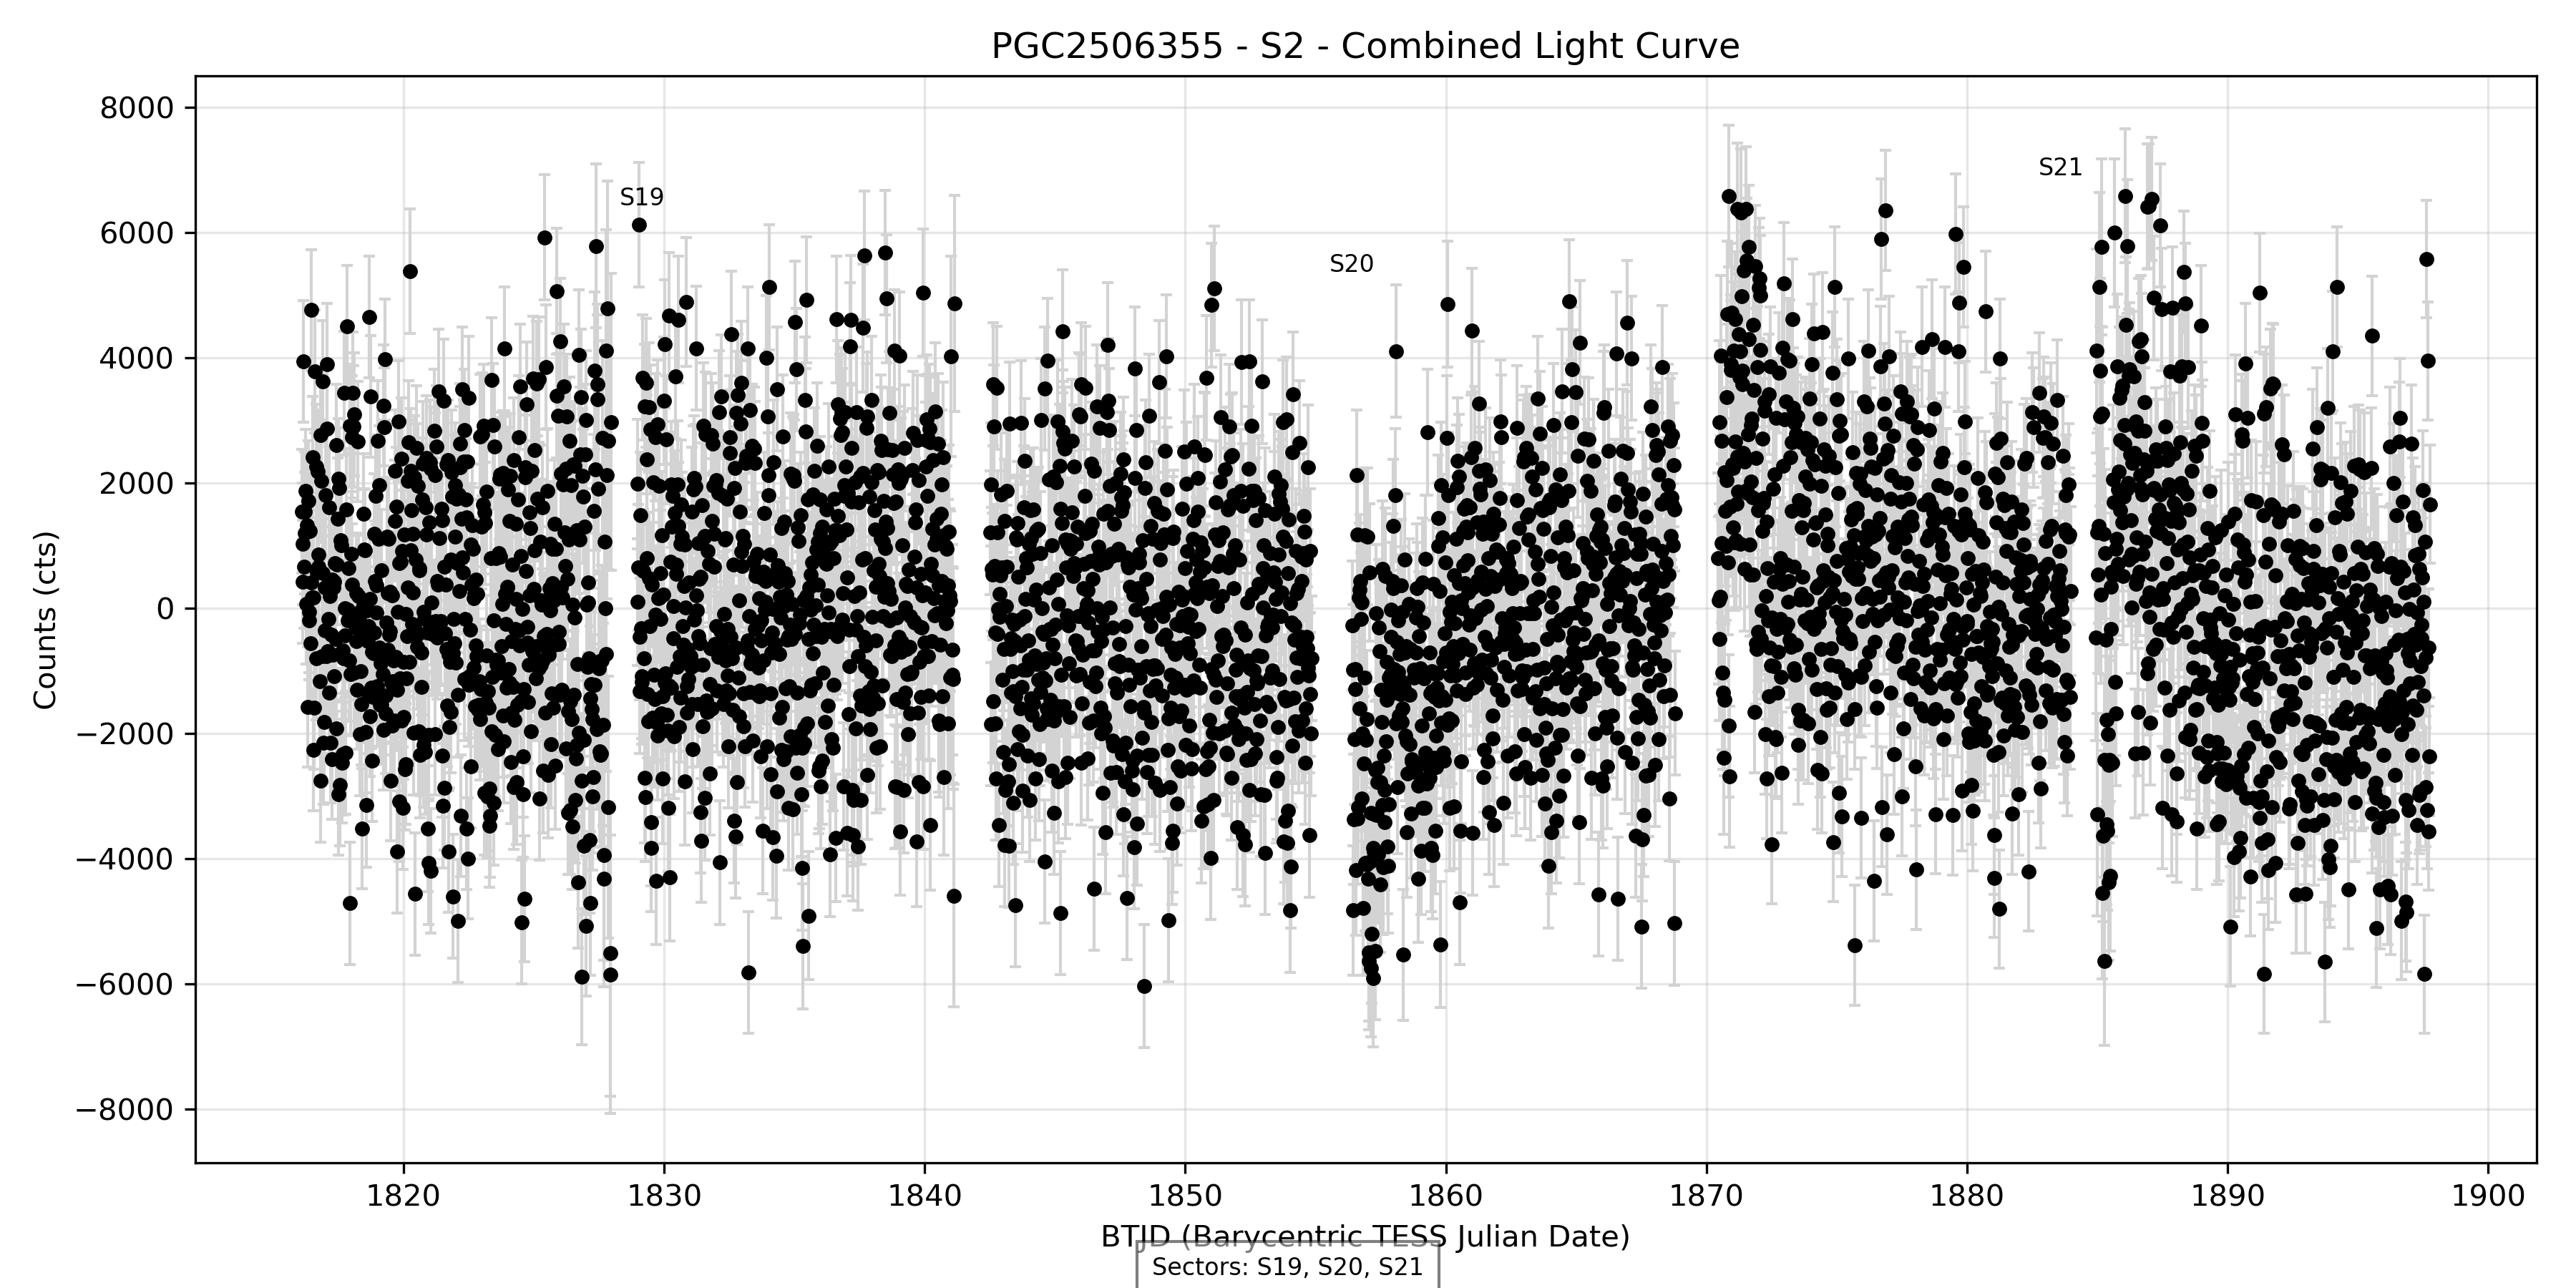 PGC2506355 - S2 - Combined Light Curve
8000
6000
4000
2000
0
−2000
−4000
−6000
−8000
Counts (cts)
S19
S20
S21
1820
1830
1840
1850
1860
1870
1880
1890
1900
BTJD (Barycentric TESS Julian Date)
Sectors: S19, S20, S21